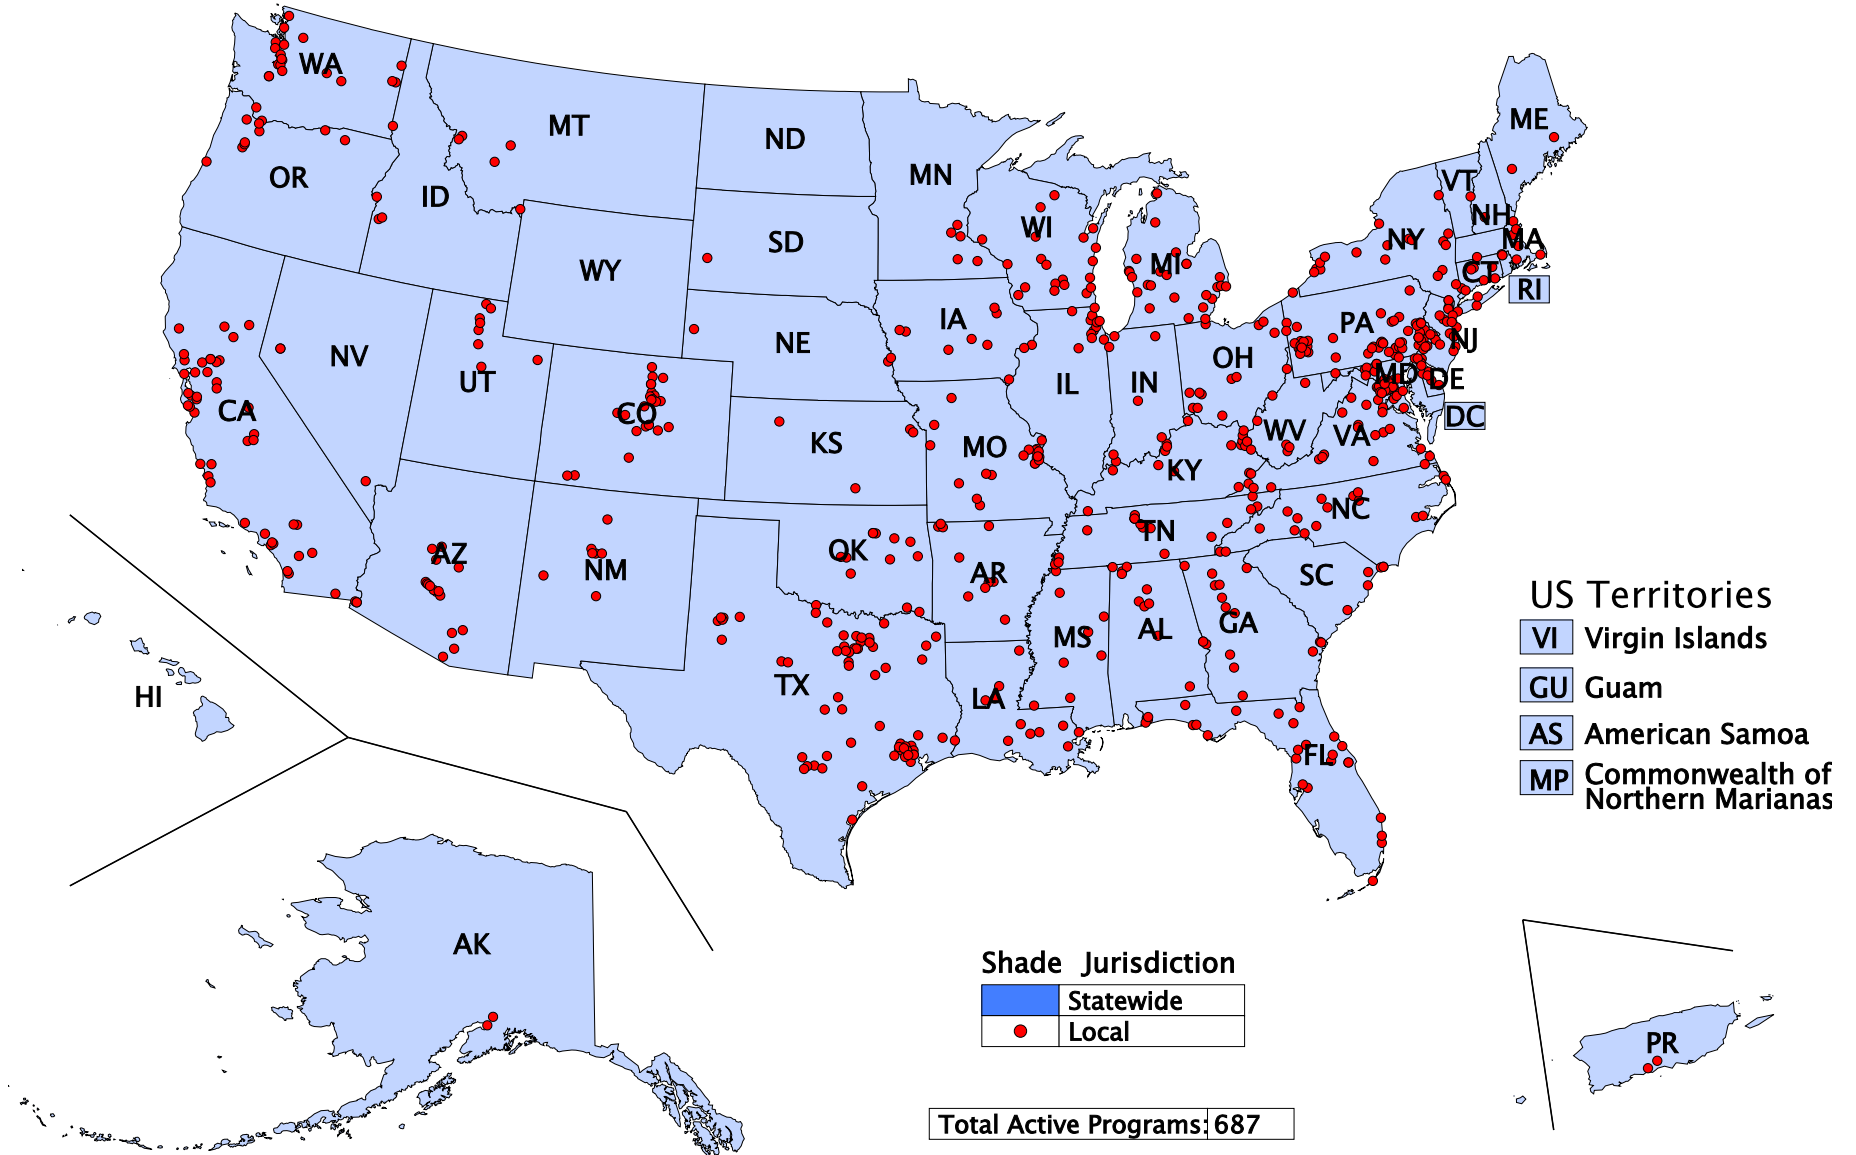 WA
MT
ND
MN
ME
OR
ID
SD
WI
MI
VT
NH
NY
MA
CT
RI
WY
IA
PA
NJ
NV
UT
NE
IL
IN
OH
MD
DE
DC
CA
CO
KS
MO
KY
WV
VA
AZ
NM
OK
AR
TN
NC
SC
TX
LA
MS
AL
GA
FL
HI
AK
PR
US Territories
VI Virgin Islands
GU Guam
AS American Samoa
MP Commonwealth of
Northern Marianas
Shade Jurisdiction
Statewide
Local
Total Active Programs: 687